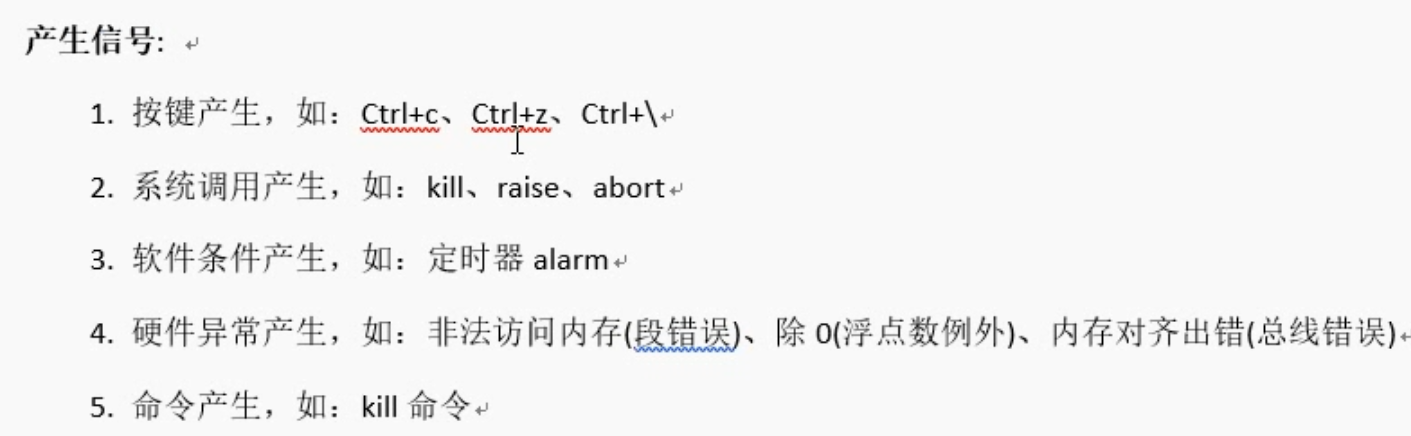 产生信号:
1. 按键产生，如：Ctrl+c、Ctrl+z、Ctrl+\
2. 系统调用产生，如：kill、raise、abort
3. 软件条件产生，如：定时器 alarm
4. 硬件异常产生，如：非法访问内存(段错误)、除 0(浮点数例外)、内存对齐出错(总线错误)
5. 命令产生，如：kill 命令